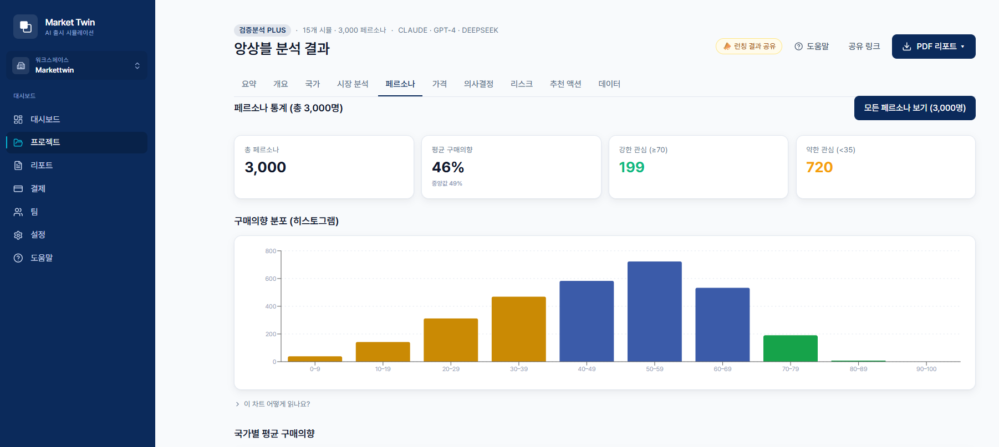 Market Twin
AI 출시 시뮬레이션
워크스페이스
Markettwin
대시보드
대시보드
프로젝트
리포트
결제
팀
설정
도움말
검증분석 PLUS · 15개 시뮬 · 3,000 페르소나 · CLAUDE · GPT-4 · DEEPSEEK
앙상블 분석 결과
런칭 결과 공유
도움말
공유 링크
PDF 리포트
요약 개요 국가 시장 분석 페르소나 가격 의사결정 리스크 추천 액션 데이터
페르소나 통계 (총 3,000명)
모든 페르소나 보기 (3,000명)
총 페르소나
3,000
평균 구매의향
46%
중앙값 49%
강한 관심 (≥70)
199
약한 관심 (<35)
720
구매의향 분포 (히스토그램)
800
600
400
200
0
0–9 10–19 20–29 30–39 40–49 50–59 60–69 70–79 80–89 90–100
이 차트 어떻게 읽나요?
국가별 평균 구매의향